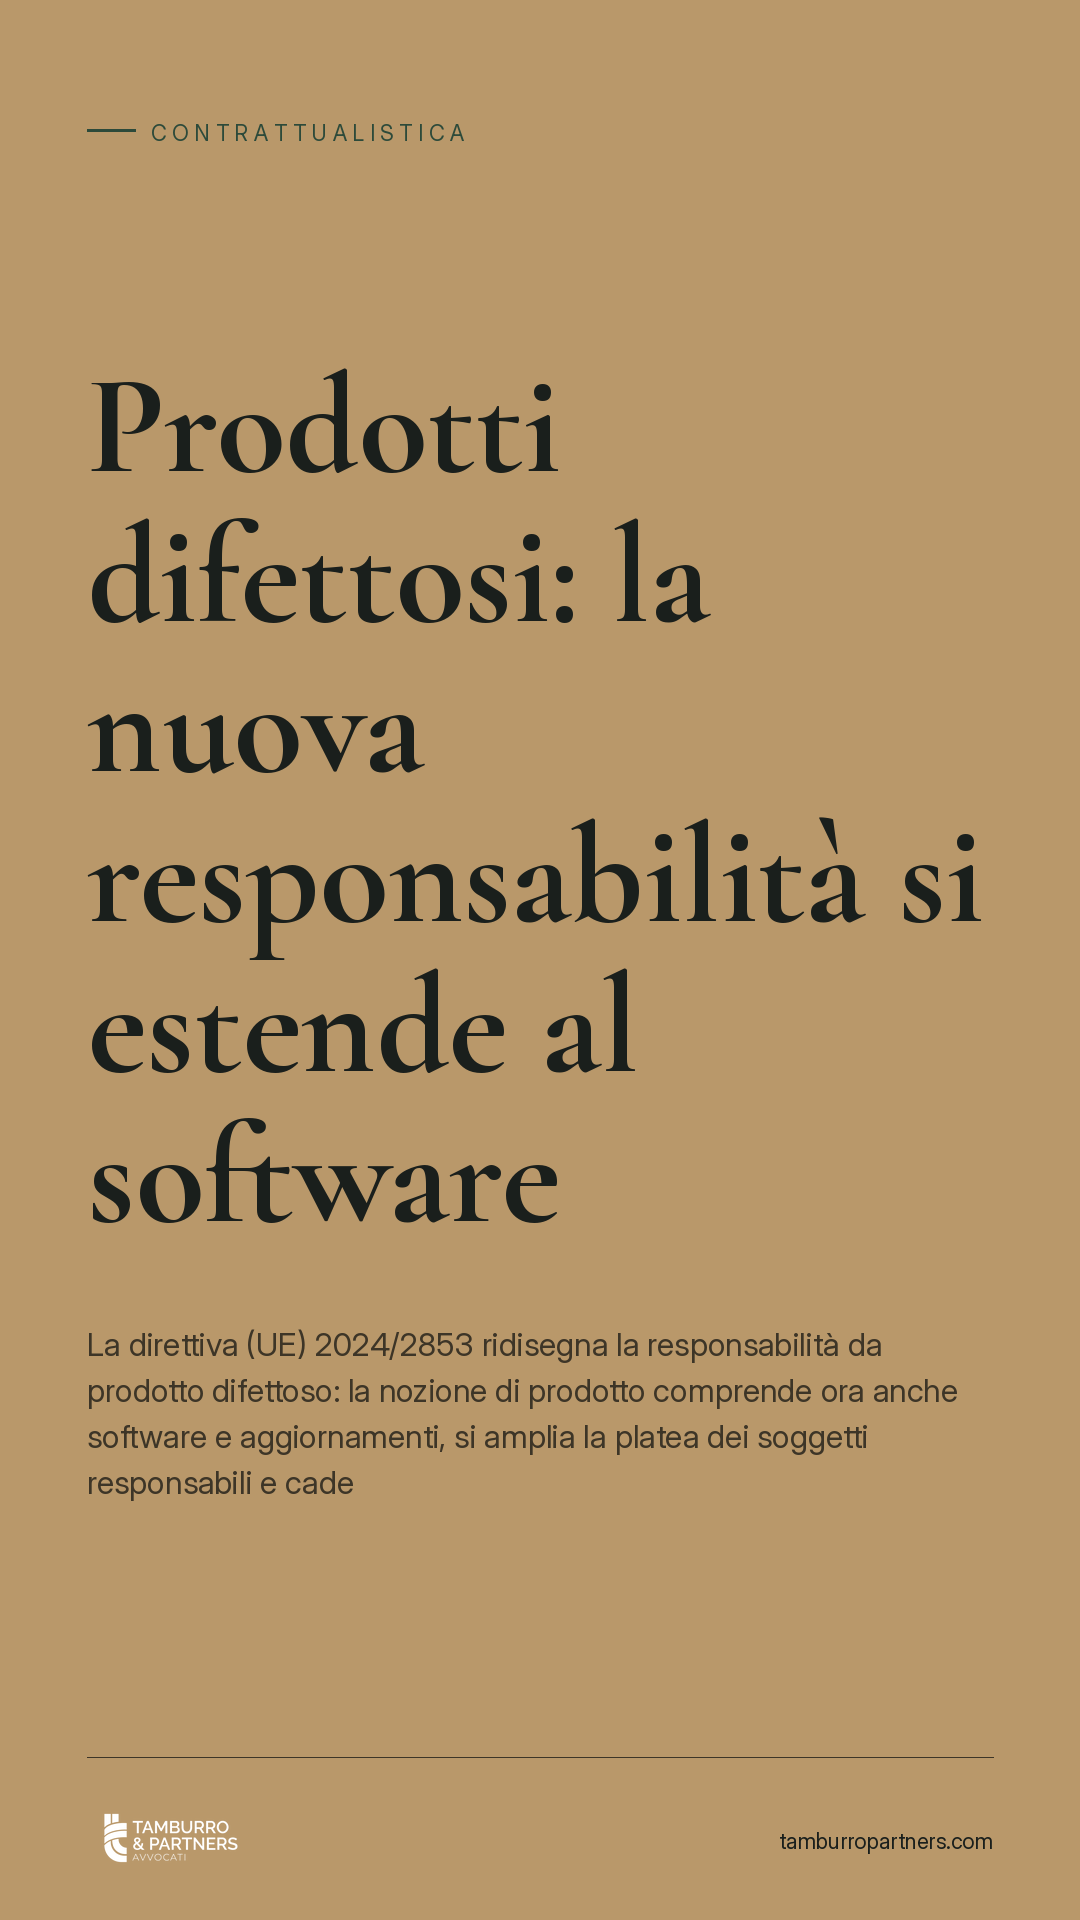 CONTRATTUALISTICA
Prodotti
difettosi: la
nuova
responsabilità si
estende al
software
La direttiva (UE) 2024/2853 ridisegna la responsabilità da
prodotto difettoso: la nozione di prodotto comprende ora anche
software e aggiornamenti, si amplia la platea dei soggetti
responsabili e cade
TAMBURRO
& PARTNERS
AVVOCATI
tamburropartners.com